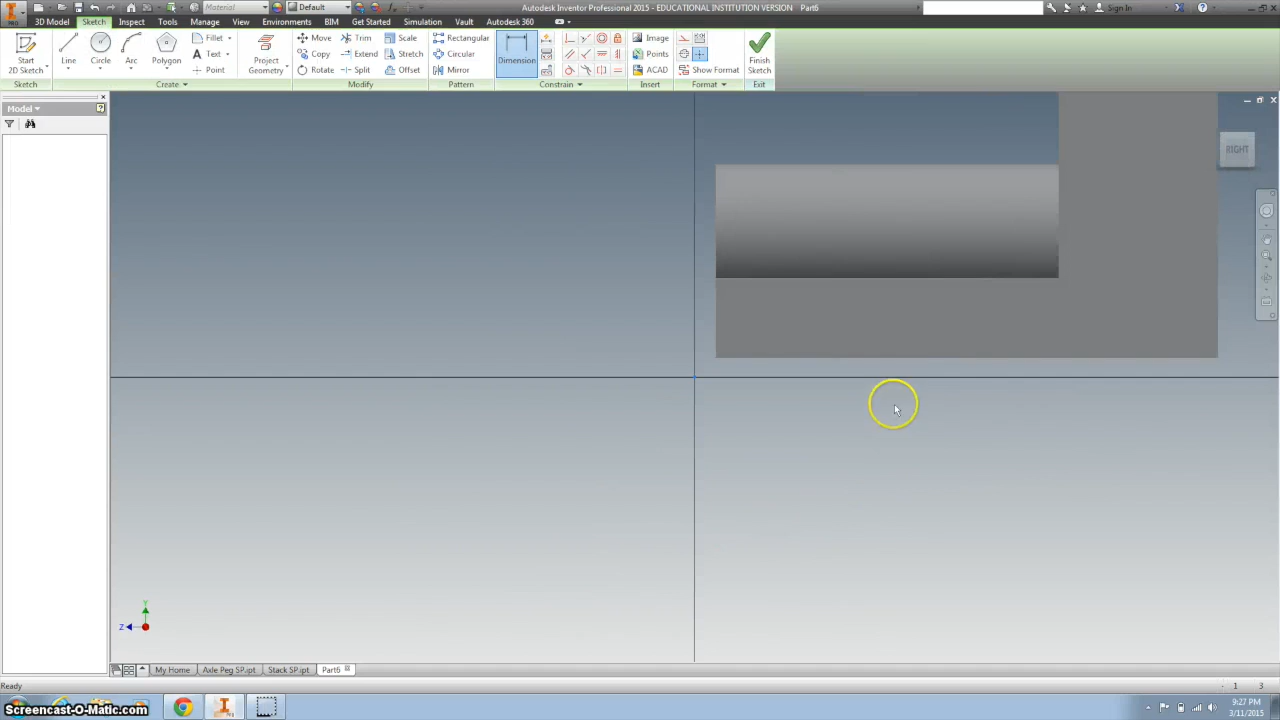 Autodesk Inventor Professional 2015 - EDUCATIONAL INSTITUTION VERSION Part6
Material
Default
Sign In
PRO
3D Model Sketch Inspect Tools Manage View Environments BIM Get Started Simulation Vault Autodesk 360
Start
2D Sketch
Line
Circle
Arc
Polygon
Fillet
Text
Point
Project
Geometry
Move
Copy
Rotate
Trim
Extend
Split
Scale
Stretch
Offset
Rectangular
Circular
Mirror
Dimension
Image
Points
ACAD
Show Format
Finish
Sketch
Sketch Create Modify Pattern Constrain Insert Format Exit
Model
RIGHT
Y
Z
My Home Axle Peg SP.ipt Stack SP.ipt Part6
Ready 1 3
Screencast-O-Matic.com
9:27 PM
3/11/2015